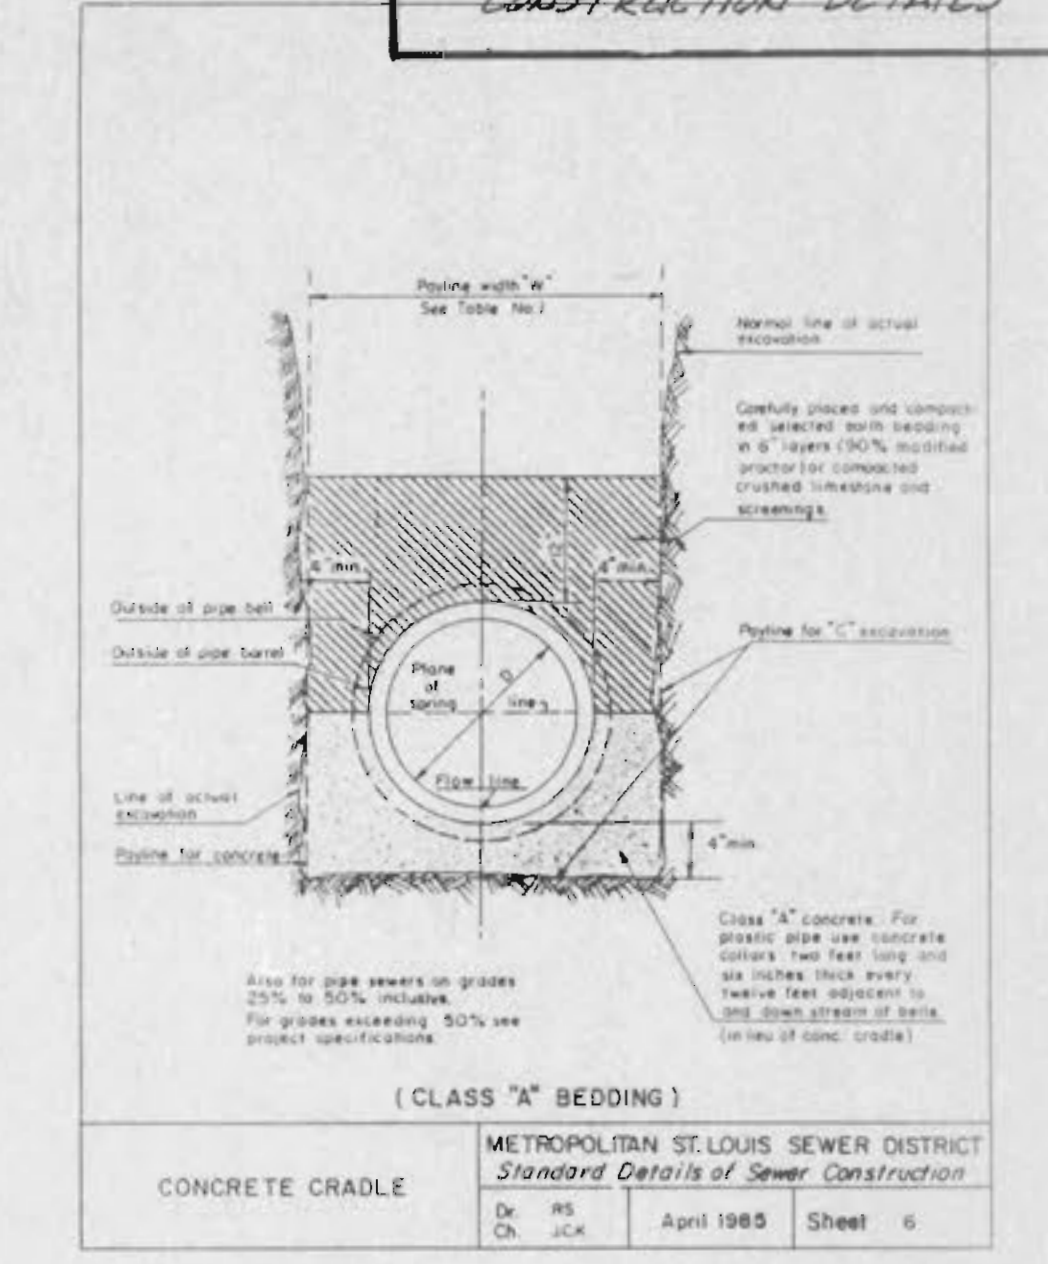 CONSTRUCTION DETAILS
Payline width "W"
See Table No. 1
Normal line of actual
excavation
Carefully placed and compact-
ed selected earth bedding
in 6" layers (90% modified
proctor) or compacted
crushed limestone and
screenings.
12"
4" min.
4" min.
Outside of pipe bell
Outside of pipe barrel
Payline for "C" excavation
Plane
of
Spring line
D
Flow line
Line of actual
excavation
Payline for concrete
4" min.
Class "A" concrete. For
plastic pipe use concrete
collars two feet long and
six inches thick every
twelve feet adjacent to
and down stream of bells.
(in lieu of conc. cradle)
Also for pipe sewers on grades
25% to 50% inclusive.
For grades exceeding 50% see
project specifications.
(CLASS "A" BEDDING)
CONCRETE CRADLE
METROPOLITAN ST. LOUIS SEWER DISTRICT
Standard Details of Sewer Construction
Dr. RS
Ch. JCK
April 1985
Sheet 6